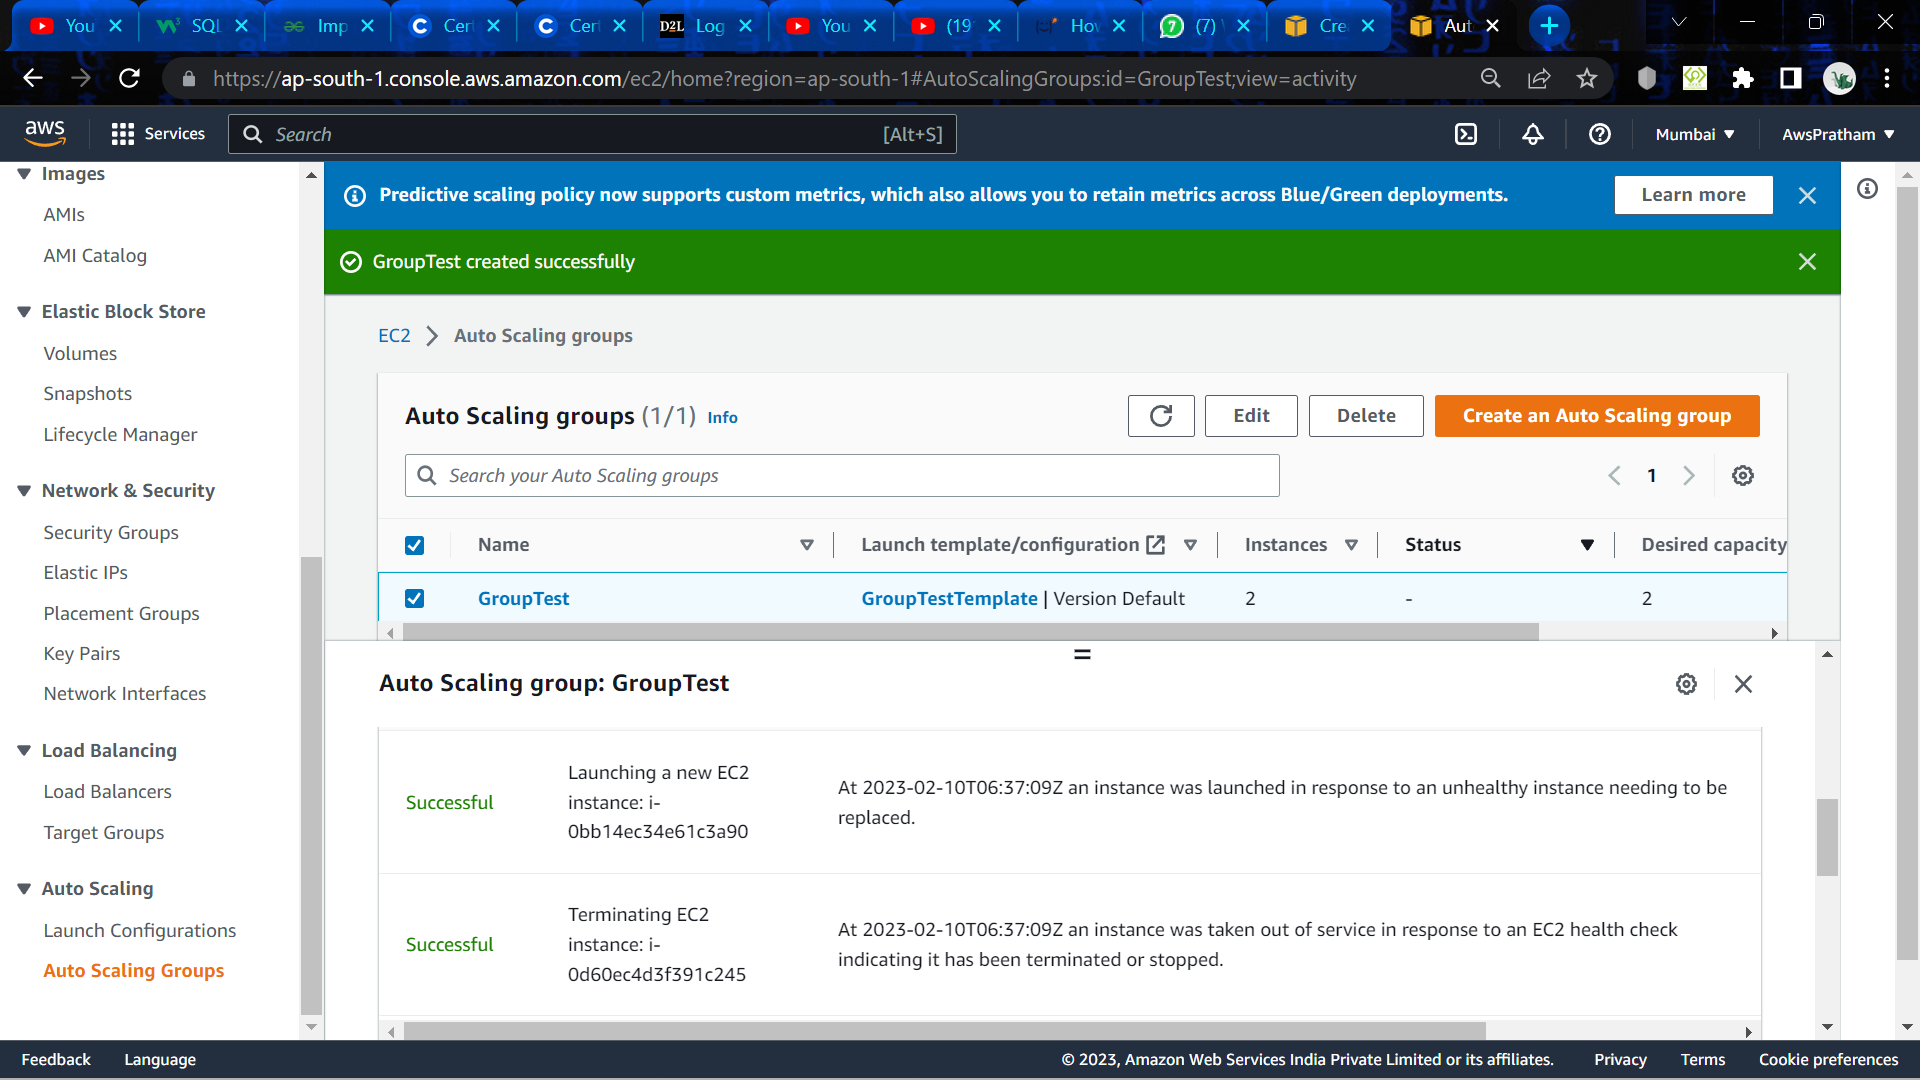 You
SQL
Imp
Cert
Cert
D2L
Log
You
(19
How
7
(7)
Cre
Aut
https://ap-south-1.console.aws.amazon.com/ec2/home?region=ap-south-1#AutoScalingGroups:id=GroupTest;view=activity
aws
Services
Search
[Alt+S]
Mumbai
AwsPratham
Images
AMIs
AMI Catalog
Elastic Block Store
Volumes
Snapshots
Lifecycle Manager
Network & Security
Security Groups
Elastic IPs
Placement Groups
Key Pairs
Network Interfaces
Load Balancing
Load Balancers
Target Groups
Auto Scaling
Launch Configurations
Auto Scaling Groups
Predictive scaling policy now supports custom metrics, which also allows you to retain metrics across Blue/Green deployments.
Learn more
GroupTest created successfully
EC2
Auto Scaling groups
Auto Scaling groups (1/1) Info
Edit
Delete
Create an Auto Scaling group
Search your Auto Scaling groups
1
Name
Launch template/configuration
Instances
Status
Desired capacity
GroupTest
GroupTestTemplate | Version Default
2
-
2
Auto Scaling group: GroupTest
Successful
Launching a new EC2
instance: i-
0bb14ec34e61c3a90
At 2023-02-10T06:37:09Z an instance was launched in response to an unhealthy instance needing to be
replaced.
Successful
Terminating EC2
instance: i-
0d60ec4d3f391c245
At 2023-02-10T06:37:09Z an instance was taken out of service in response to an EC2 health check
indicating it has been terminated or stopped.
Feedback
Language
© 2023, Amazon Web Services India Private Limited or its affiliates.
Privacy
Terms
Cookie preferences